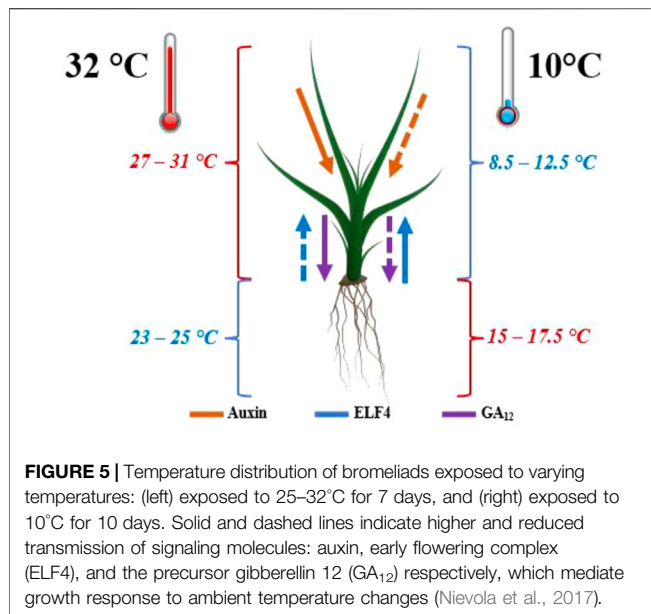 32 °C
10°C
27 – 31 °C
8.5 – 12.5 °C
23 – 25 °C
15 – 17.5 °C
Auxin
ELF4
GA12
FIGURE 5 | Temperature distribution of bromeliads exposed to varying
temperatures: (left) exposed to 25–32°C for 7 days, and (right) exposed to
10°C for 10 days. Solid and dashed lines indicate higher and reduced
transmission of signaling molecules: auxin, early flowering complex
(ELF4), and the precursor gibberellin 12 (GA12) respectively, which mediate
growth response to ambient temperature changes (Nievola et al., 2017).